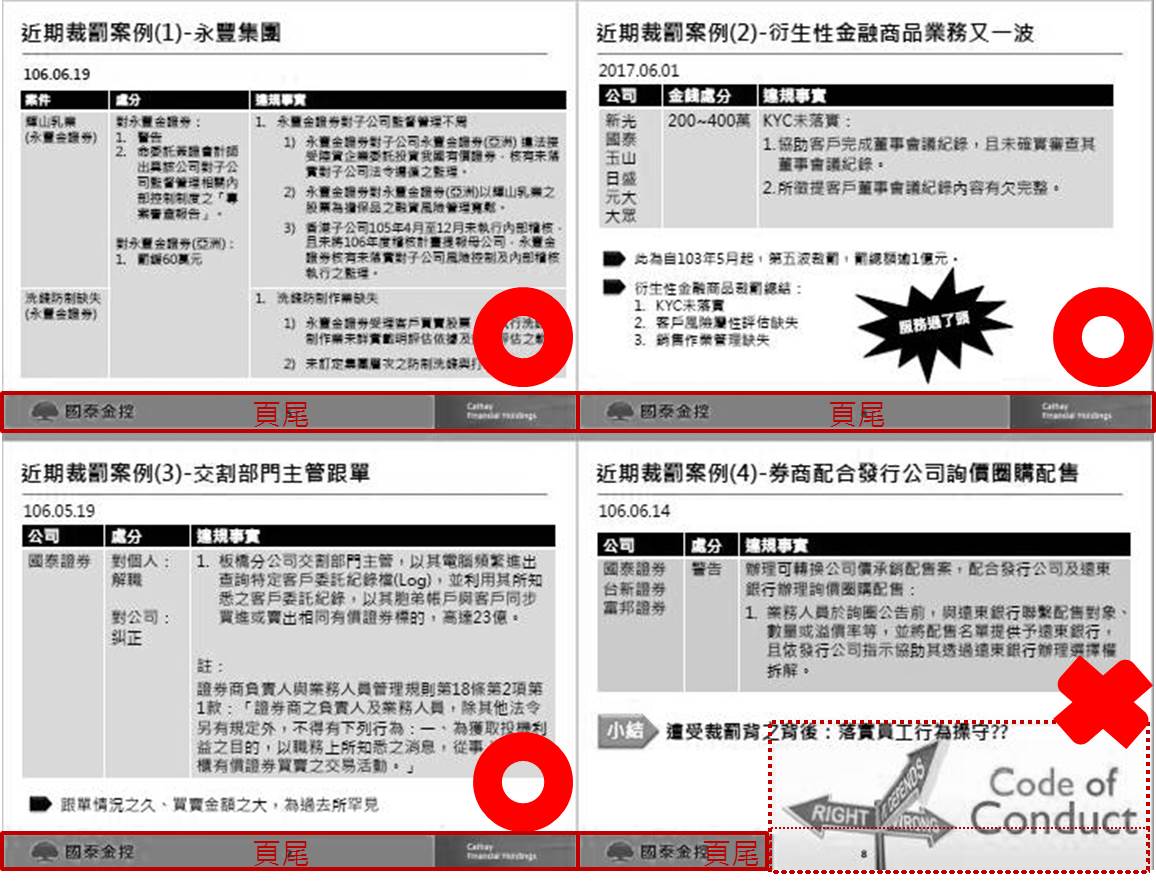 近期裁罰案例(1)-永豐集團
106.06.19
案件 處分 違規事實
輝山乳業
(永豐金證券)
對永豐金證券：
1. 警告
2. 命委託簽證會計師
出具該公司對子公
司監督管理相關內
部控制制度之「專
案審查報告」。
對永豐金證券(亞洲)：
1. 罰鍰60萬元
1. 永豐金證券對子公司監督管理不周
1) 永豐金證券對子公司永豐金證券(亞洲) 違法接
受陸資企業委託投資我國有價證券，核有未落
實對子公司法令遵循之監理。
2) 永豐金證券對永豐金證券(亞洲)以輝山乳業之
股票為擔保品之融資風險管理寬鬆。
3) 香港子公司105年4月至12月未執行內部稽核，
且未將106年度稽核計畫提報母公司，永豐金
證券核有未落實對子公司風險控制及內部稽核
執行之監理。
洗錢防制缺失
(永豐金證券)
1. 洗錢防制作業缺失
1) 永豐金證券受理客戶買賣股票 執行洗錢
制作業未詳實載明評估依據及 評估之
2) 未訂定集團層次之防制洗錢與打
國泰金控 頁尾 Cathay
Financial Holdings
近期裁罰案例(2)-衍生性金融商品業務又一波
2017.06.01
公司 金錢處分 違規事實
新光
國泰
玉山
日盛
元大
大眾
200~400萬
KYC未落實：
1.協助客戶完成董事會議紀錄，且未確實審查其
董事會議紀錄。
2.所徵提客戶董事會議紀錄內容有欠完整。
此為自103年5月起，第五波裁罰，罰總額逾1億元。
衍生性金融商品裁罰總結：
1. KYC未落實
2. 客戶風險屬性評估缺失
3. 銷售作業管理缺失
服務過了頭
國泰金控 頁尾 Cathay
Financial Holdings
近期裁罰案例(3)-交割部門主管跟單
106.05.19
公司 處分 違規事實
國泰證券
對個人：
解職
對公司：
糾正
1. 板橋分公司交割部門主管，以其電腦頻繁進出
查詢特定客戶委託紀錄檔(Log)，並利用其所知
悉之客戶委託紀錄，以其胞弟帳戶與客戶同步
買進或賣出相同有價證券標的，高達23億。
註：
證券商負責人與業務人員管理規則第18條第2項第
1款：「證券商之負責人及業務人員，除其他法令
另有規定外，不得有下列行為：一、為獲取投機利
益之目的，以職務上所知悉之消息，從事
櫃有價證券買賣之交易活動。」
跟單情況之久、買賣金額之大，為過去所罕見
國泰金控 頁尾 Cathay
Financial Holdings
近期裁罰案例(4)-券商配合發行公司詢價圈購配售
106.06.14
公司 處分 違規事實
國泰證券
台新證券
富邦證券
警告
辦理可轉換公司債承銷配售案，配合發行公司及遠東
銀行辦理詢價圈購配售：
1. 業務人員於詢圈公告前，與遠東銀行聯繫配售對象、
數量或溢價率等，並將配售名單提供予遠東銀行，
且依發行公司指示協助其透過遠東銀行辦理選擇權
拆解。
小結 遭受裁罰背之背後：落實員工行為操守??
RIGHT
DEPENDS
WRONG
Code of
Conduct
國泰金控 頁尾
8